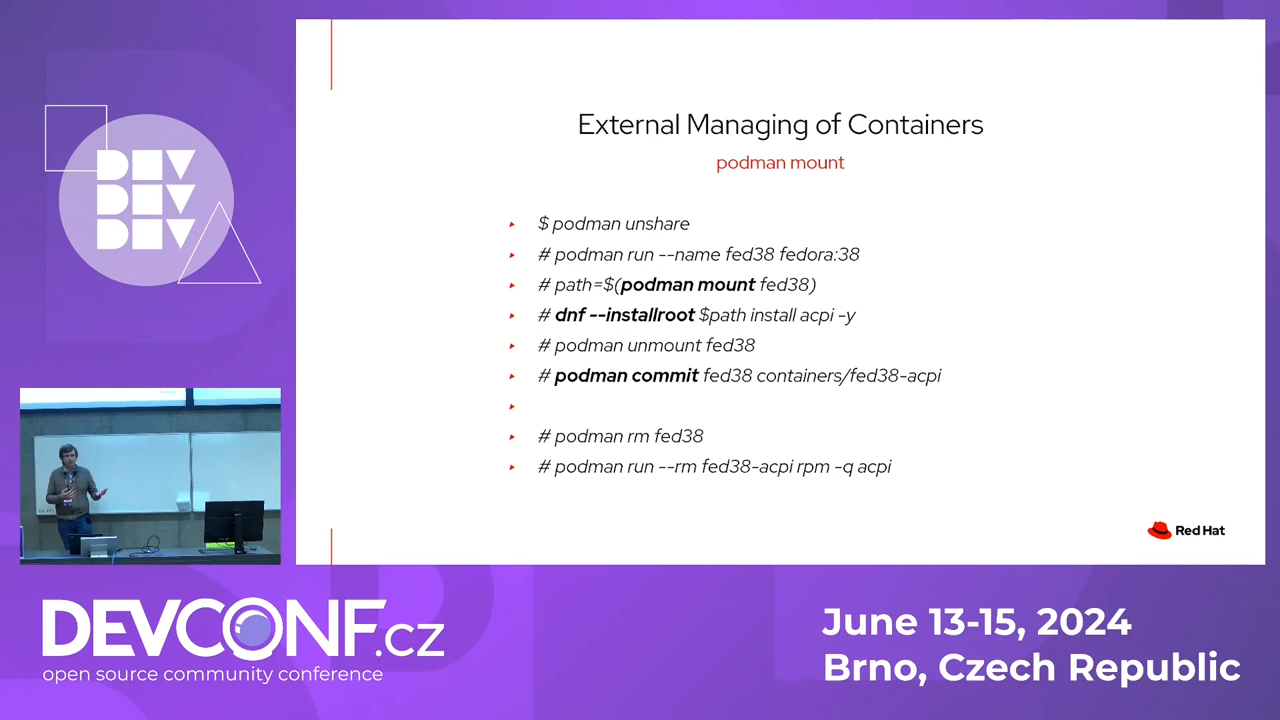 DEV
DEV
DEV
External Managing of Containers
podman mount
$ podman unshare
# podman run --name fed38 fedora:38
# path=$(podman mount fed38)
# dnf --installroot $path install acpi -y
# podman unmount fed38
# podman commit fed38 containers/fed38-acpi
# podman rm fed38
# podman run --rm fed38-acpi rpm -q acpi
Red Hat
DEVCONF.cz
open source community conference
June 13-15, 2024
Brno, Czech Republic